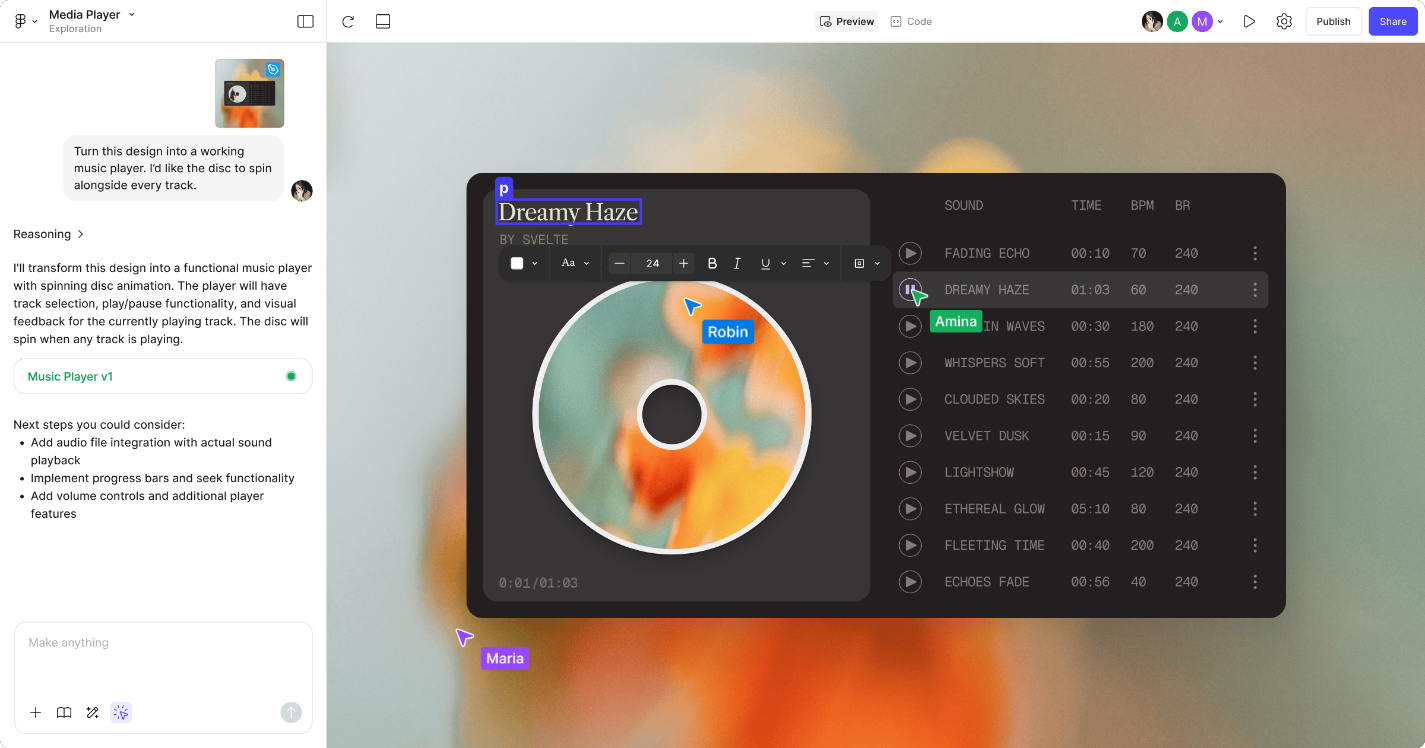 Media Player
Exploration
Preview
Code
A
M
Publish
Share
Turn this design into a working
music player. I'd like the disc to spin
alongside every track.
Reasoning
I'll transform this design into a functional music player
with spinning disc animation. The player will have
track selection, play/pause functionality, and visual
feedback for the currently playing track. The disc will
spin when any track is playing.
Music Player v1
Next steps you could consider:
• Add audio file integration with actual sound
playback
• Implement progress bars and seek functionality
• Add volume controls and additional player
features
Make anything
p
Dreamy Haze
BY SVELTE
Aa
24
B I U
Robin
0:01/01:03
Maria
SOUND TIME BPM BR
FADING ECHO 00:10 70 240
DREAMY HAZE 01:03 60 240
Amina
IN WAVES 00:30 180 240
WHISPERS SOFT 00:55 200 240
CLOUDED SKIES 00:20 80 240
VELVET DUSK 00:15 90 240
LIGHTSHOW 00:45 120 240
ETHEREAL GLOW 05:10 80 240
FLEETING TIME 00:40 200 240
ECHOES FADE 00:56 40 240